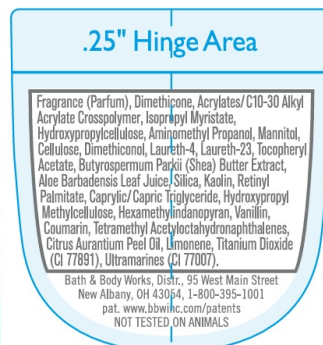 .25" Hinge Area
Fragrance (Parfum), Dimethicone, Acrylates/C10-30 Alkyl
Acrylate Crosspolymer, Isopropyl Myristate,
Hydroxypropylcellulose, Aminomethyl Propanol, Mannitol,
Cellulose, Dimethiconol, Laureth-4, Laureth-23, Tocopheryl
Acetate, Butyrospermum Parkii (Shea) Butter Extract,
Aloe Barbadensis Leaf Juice, Silica, Kaolin, Retinyl
Palmitate, Caprylic/Capric Triglyceride, Hydroxypropyl
Methylcellulose, Hexamethylindanopyran, Vanillin,
Coumarin, Tetramethyl Acetyloctahydronaphthalenes,
Citrus Aurantium Peel Oil, Limonene, Titanium Dioxide
(CI 77891), Ultramarines (CI 77007).
Bath & Body Works, Distr., 95 West Main Street
New Albany, OH 43054, 1-800-395-1001
pat. www.bbwinc.com/patents
NOT TESTED ON ANIMALS